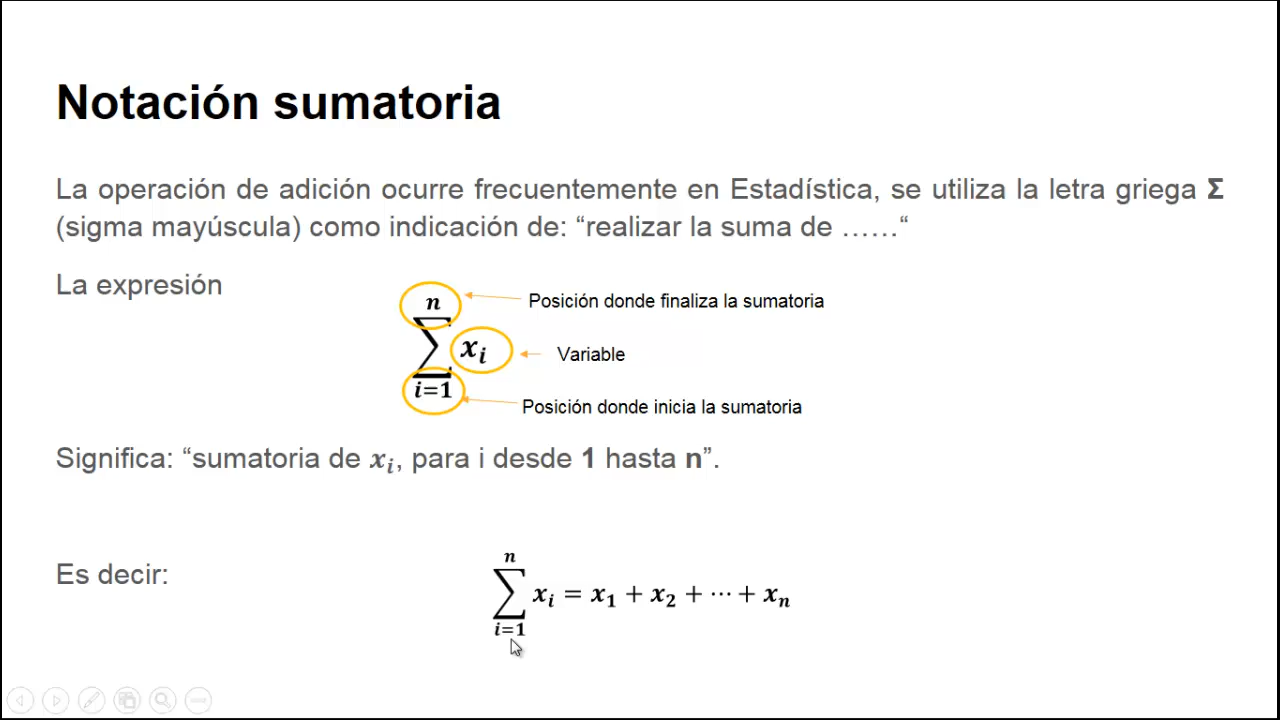 Notación sumatoria
La operación de adición ocurre frecuentemente en Estadística, se utiliza la letra griega Σ
(sigma mayúscula) como indicación de: “realizar la suma de ……“
La expresión
n
Posición donde finaliza la sumatoria
∑ xᵢ
Variable
i=1
Posición donde inicia la sumatoria
Significa: “sumatoria de xᵢ, para i desde 1 hasta n”.
Es decir:
n
∑ xᵢ = x₁ + x₂ + ⋯ + xₙ
i=1